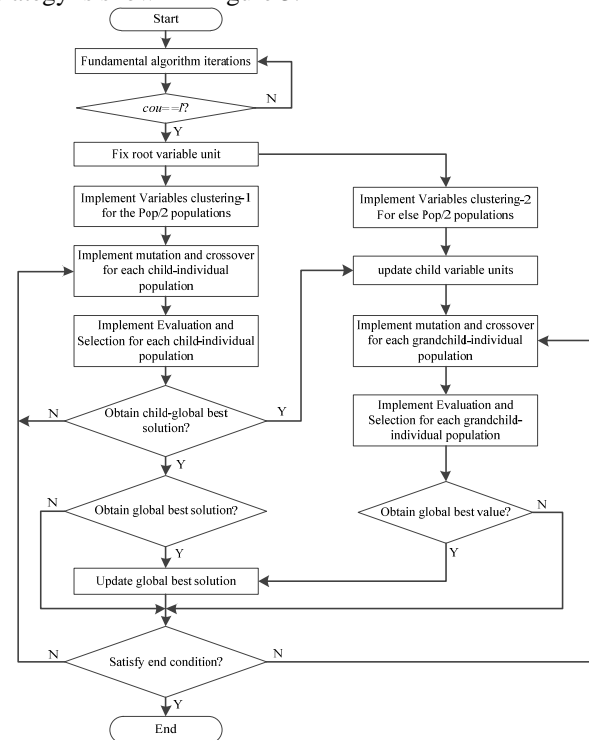 Start
Fundamental algorithm iterations
N
cou==l?
Y
Fix root variable unit
Implement Variables clustering-1
for the Pop/2 populations
Implement Variables clustering-2
For else Pop/2 populations
Implement mutation and crossover
for each child-individual
population
update child variable units
Implement Evaluation and
Selection for each child-individual
population
Implement mutation and crossover
for each grandchild-individual
population
N
Obtain child-global best
solution?
Y
Y
Implement Evaluation and
Selection for each grandchild-
individual population
N
Obtain global best solution?
Y
Obtain global best value?
N
Y
Update global best solution
N
Satisfy end condition?
N
Y
End